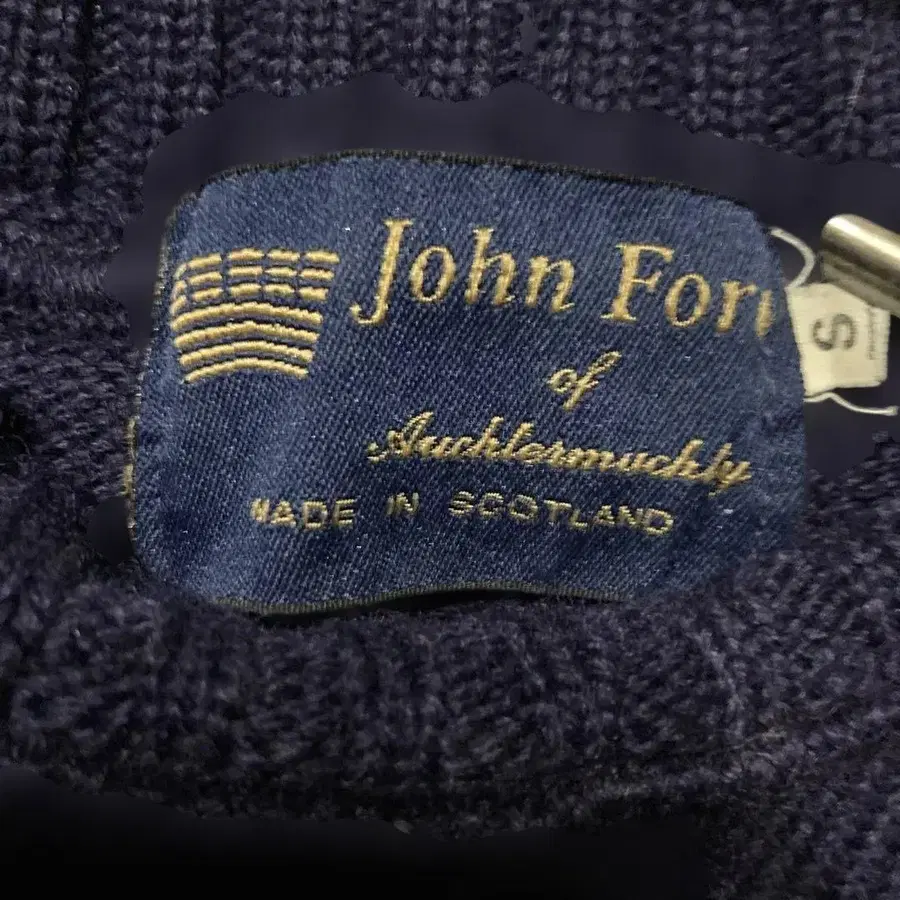 John For
of
Auchtermuchty
MADE IN SCOTLAND
S